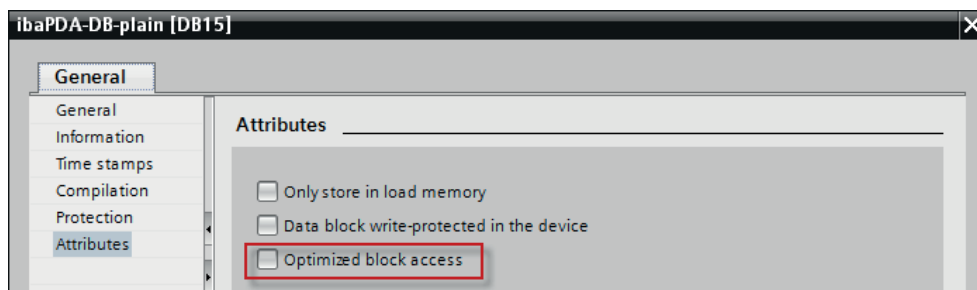 ibaPDA-DB-plain [DB15]
General
General
Information
Time stamps
Compilation
Protection
Attributes
Attributes
Only store in load memory
Data block write-protected in the device
Optimized block access